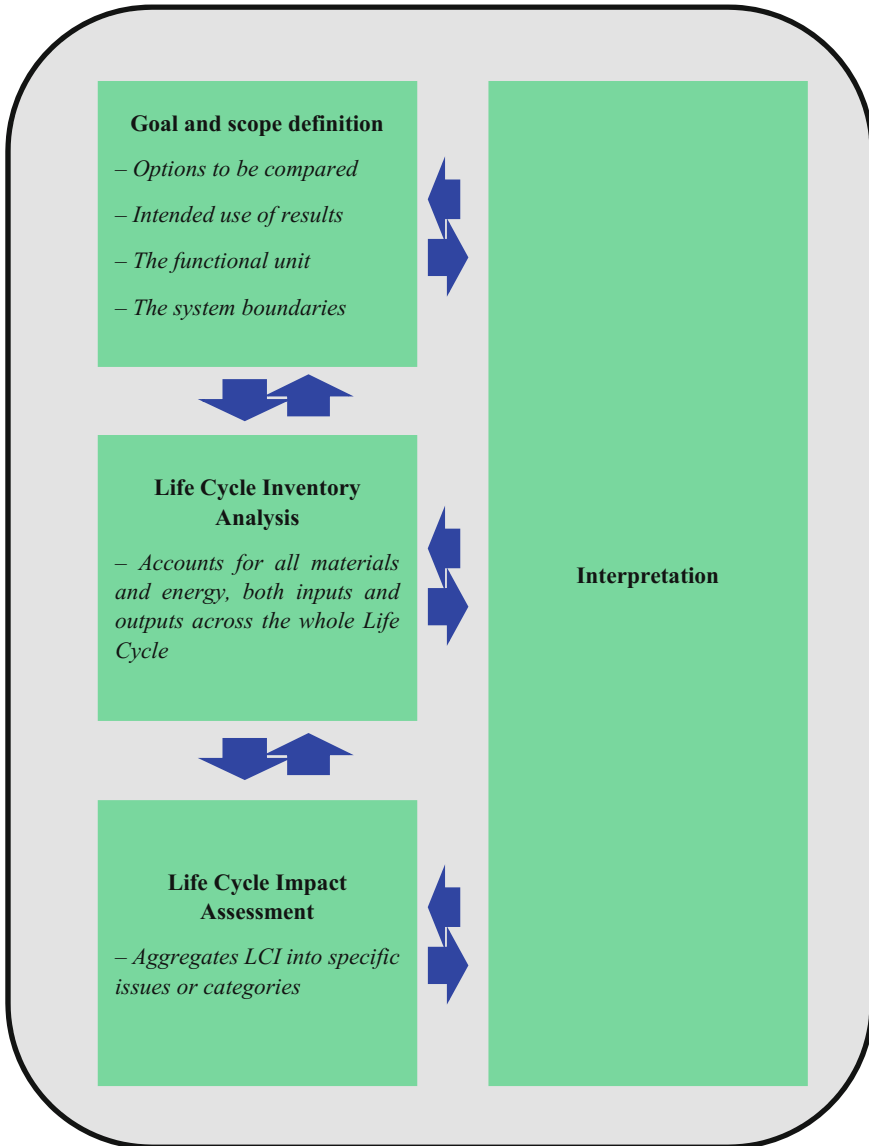 Goal and scope definition
– Options to be compared
– Intended use of results
– The functional unit
– The system boundaries
Life Cycle Inventory
Analysis
– Accounts for all materials
and energy, both inputs and
outputs across the whole Life
Cycle
Life Cycle Impact
Assessment
– Aggregates LCI into specific
issues or categories
Interpretation